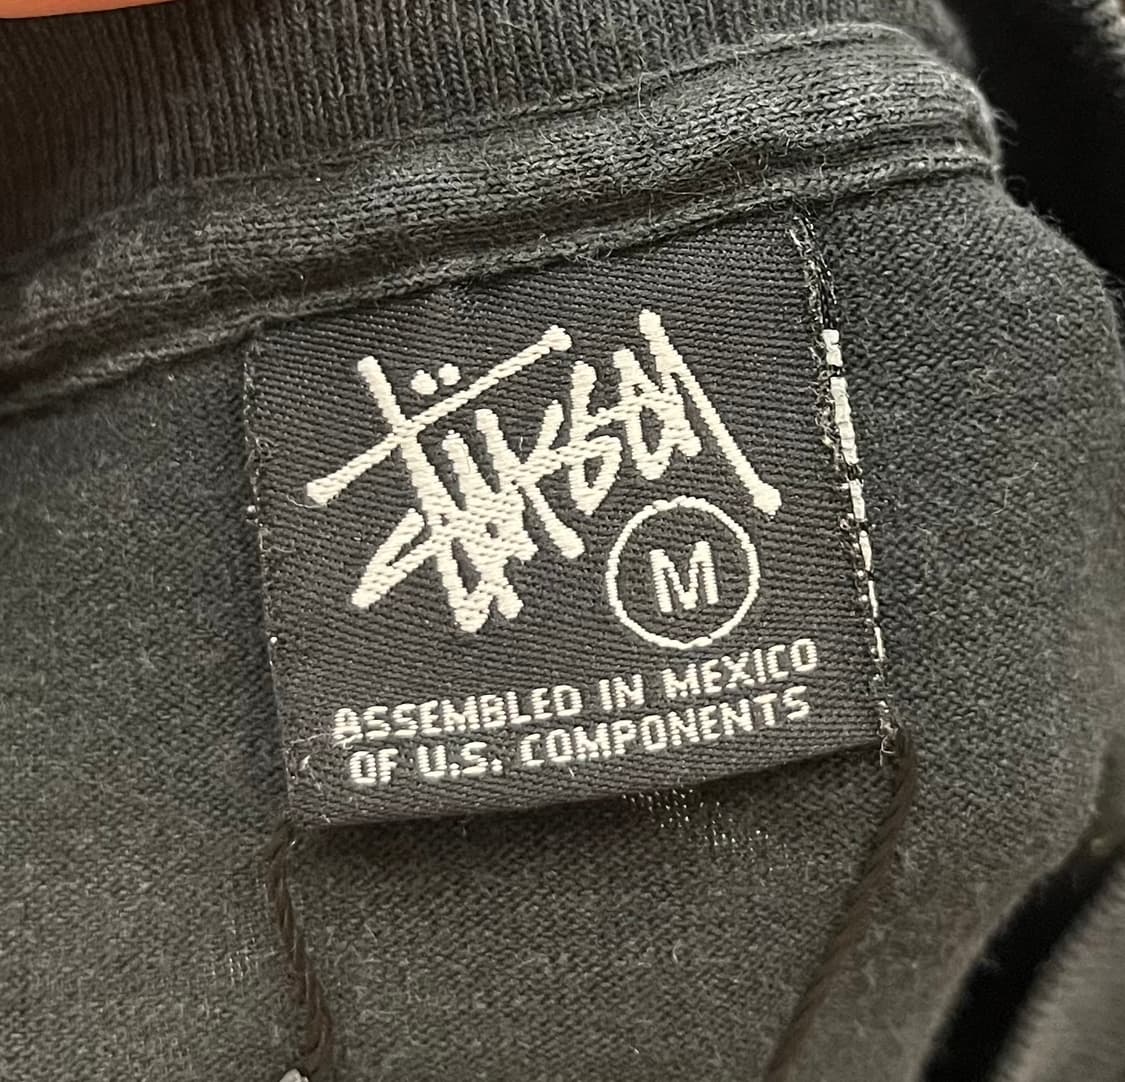 Stüssy
M
ASSEMBLED IN MEXICO
OF U.S. COMPONENTS